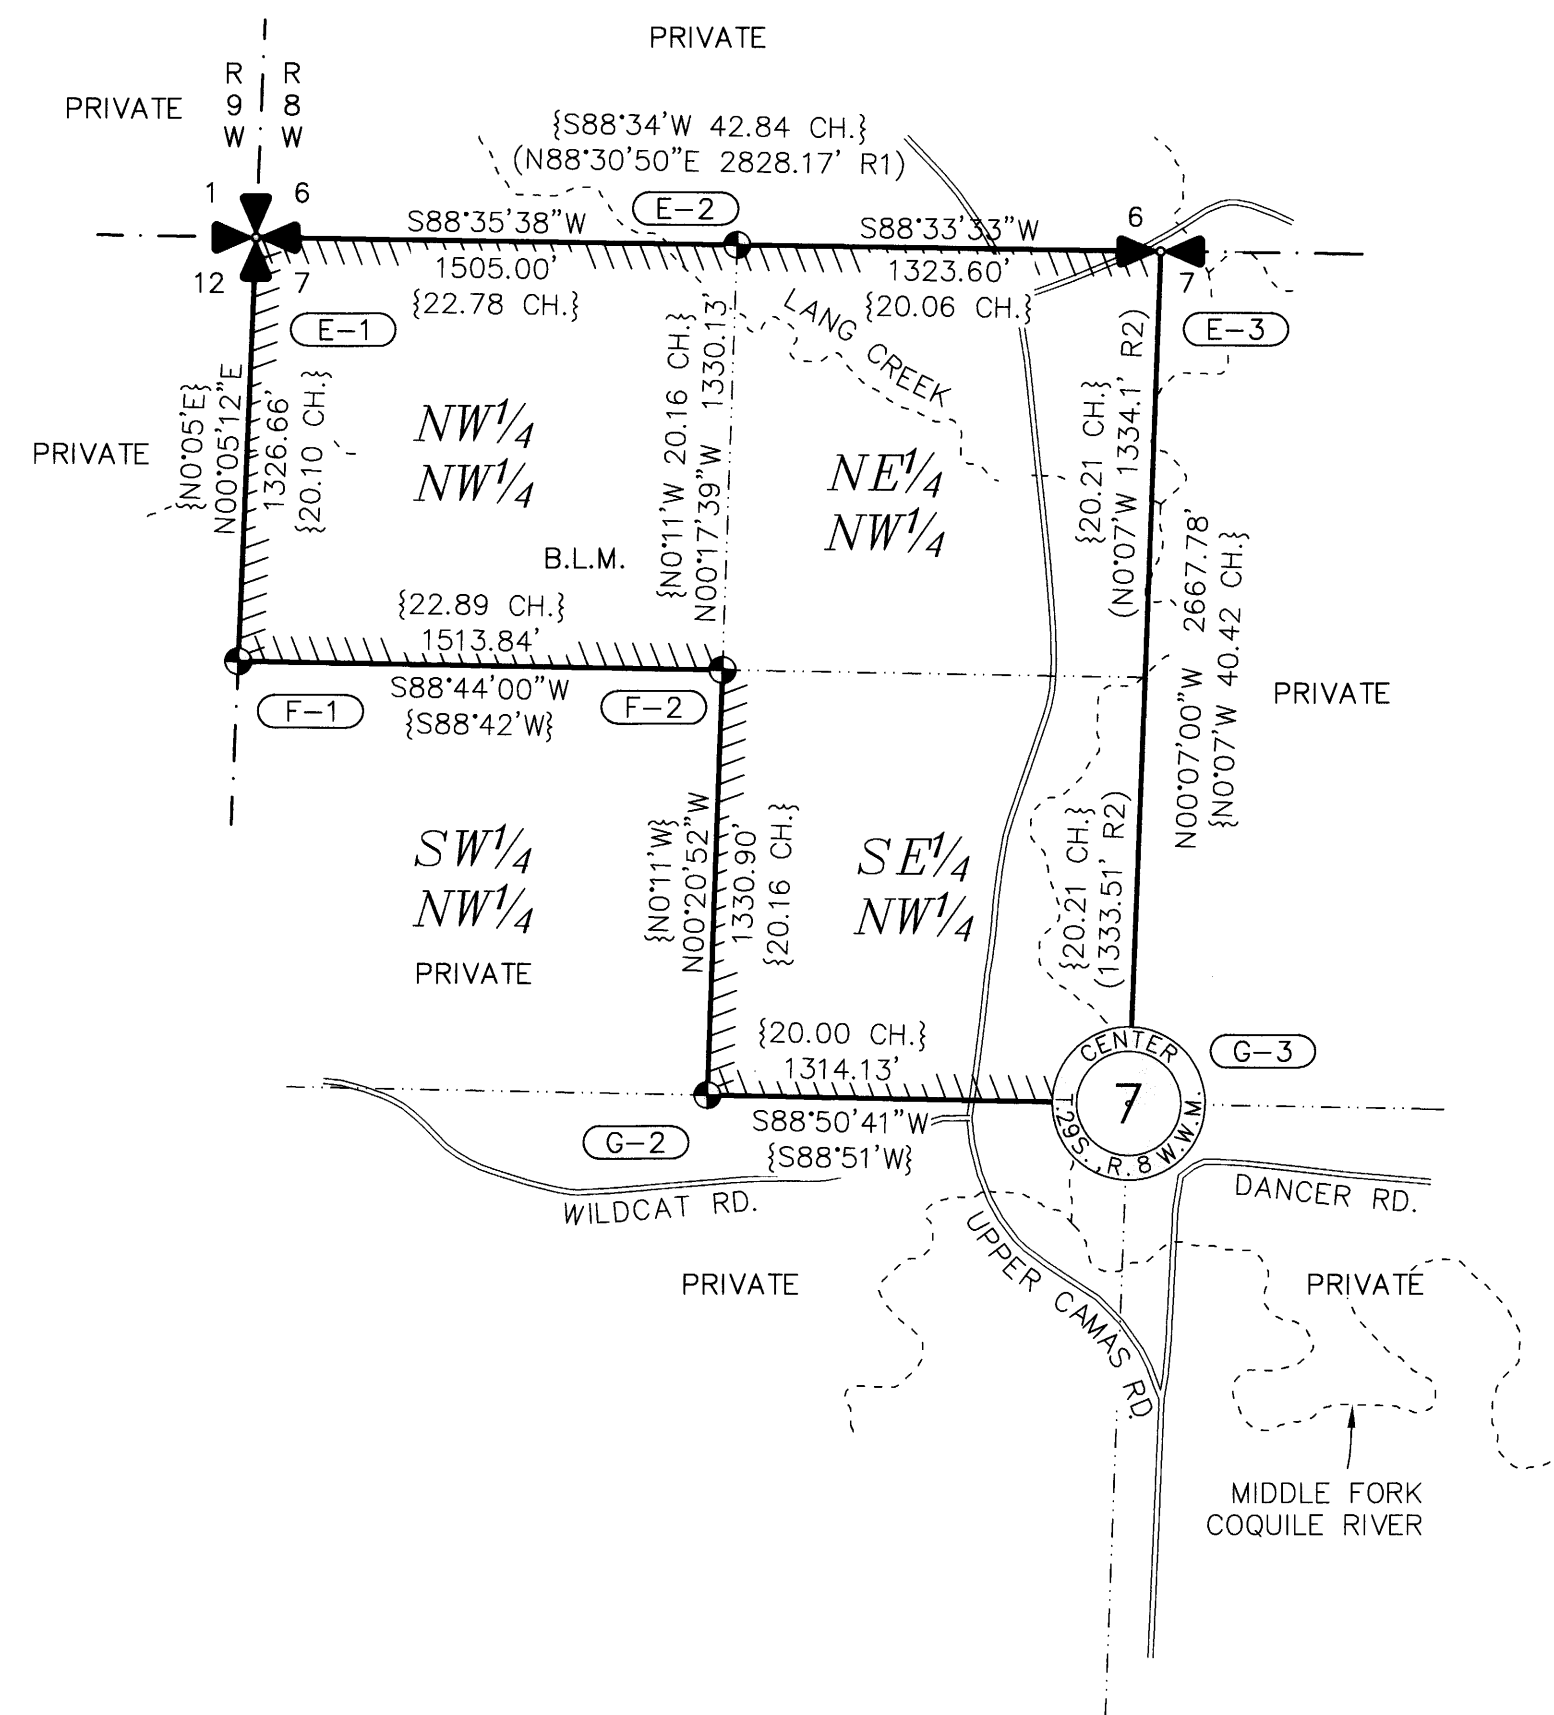 PRIVATE
R R
9 8
W W
PRIVATE
{S88°34'W 42.84 CH.}
(N88°30'50"E 2828.17' R1)
1 6
E-2
S88°35'38"W
S88°33'33"W
6
12 7
1505.00'
1323.60'
7
{22.78 CH.}
{20.06 CH.}
E-1
E-3
LANG CREEK
{N0°05'E}
N00°05'12"E
1326.66'
{20.10 CH.}
PRIVATE
NW1/4
NW1/4
{N0°11'W 20.16 CH.}
N00°17'39"W 1330.13'
NE1/4
NW1/4
{20.21 CH.}
(N0°07'W 1334.1' R2)
B.L.M.
{22.89 CH.}
1513.84'
S88°44'00"W
{S88°42'W}
F-1
F-2
N00°07'00"W 2667.78'
{N0°07'W 40.42 CH.}
PRIVATE
SW1/4
NW1/4
PRIVATE
{N0°11'W}
N00°20'52"W
1330.90'
{20.16 CH.}
SE1/4
NW1/4
{20.21 CH.}
(1333.51' R2)
{20.00 CH.}
1314.13'
S88°50'41"W
{S88°51'W}
G-2
CENTER
7
T.29S.,R.8 W.W.M.
G-3
WILDCAT RD.
DANCER RD.
UPPER CAMAS RD.
PRIVATE
PRIVATE
MIDDLE FORK
COQUILE RIVER